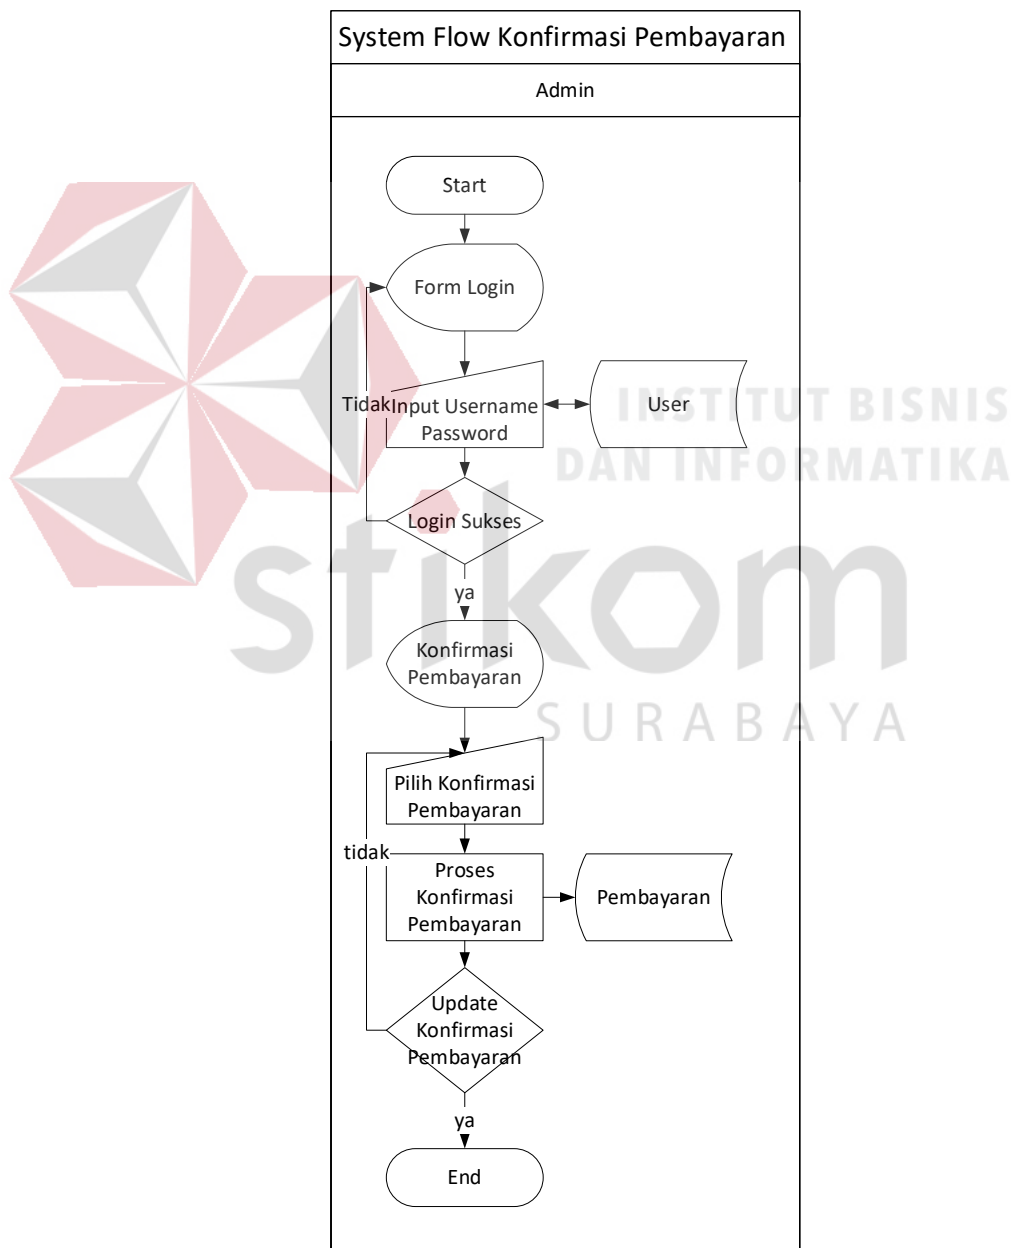 System Flow Konfirmasi Pembayaran
Admin
Start
Form Login
Tidak
Input Username
Password
User
INSTITUT BISNIS
DAN INFORMATIKA
Login Sukses
stikom
ya
Konfirmasi
Pembayaran
SURABAYA
Pilih Konfirmasi
Pembayaran
tidak
Proses
Konfirmasi
Pembayaran
Pembayaran
Update
Konfirmasi
Pembayaran
ya
End